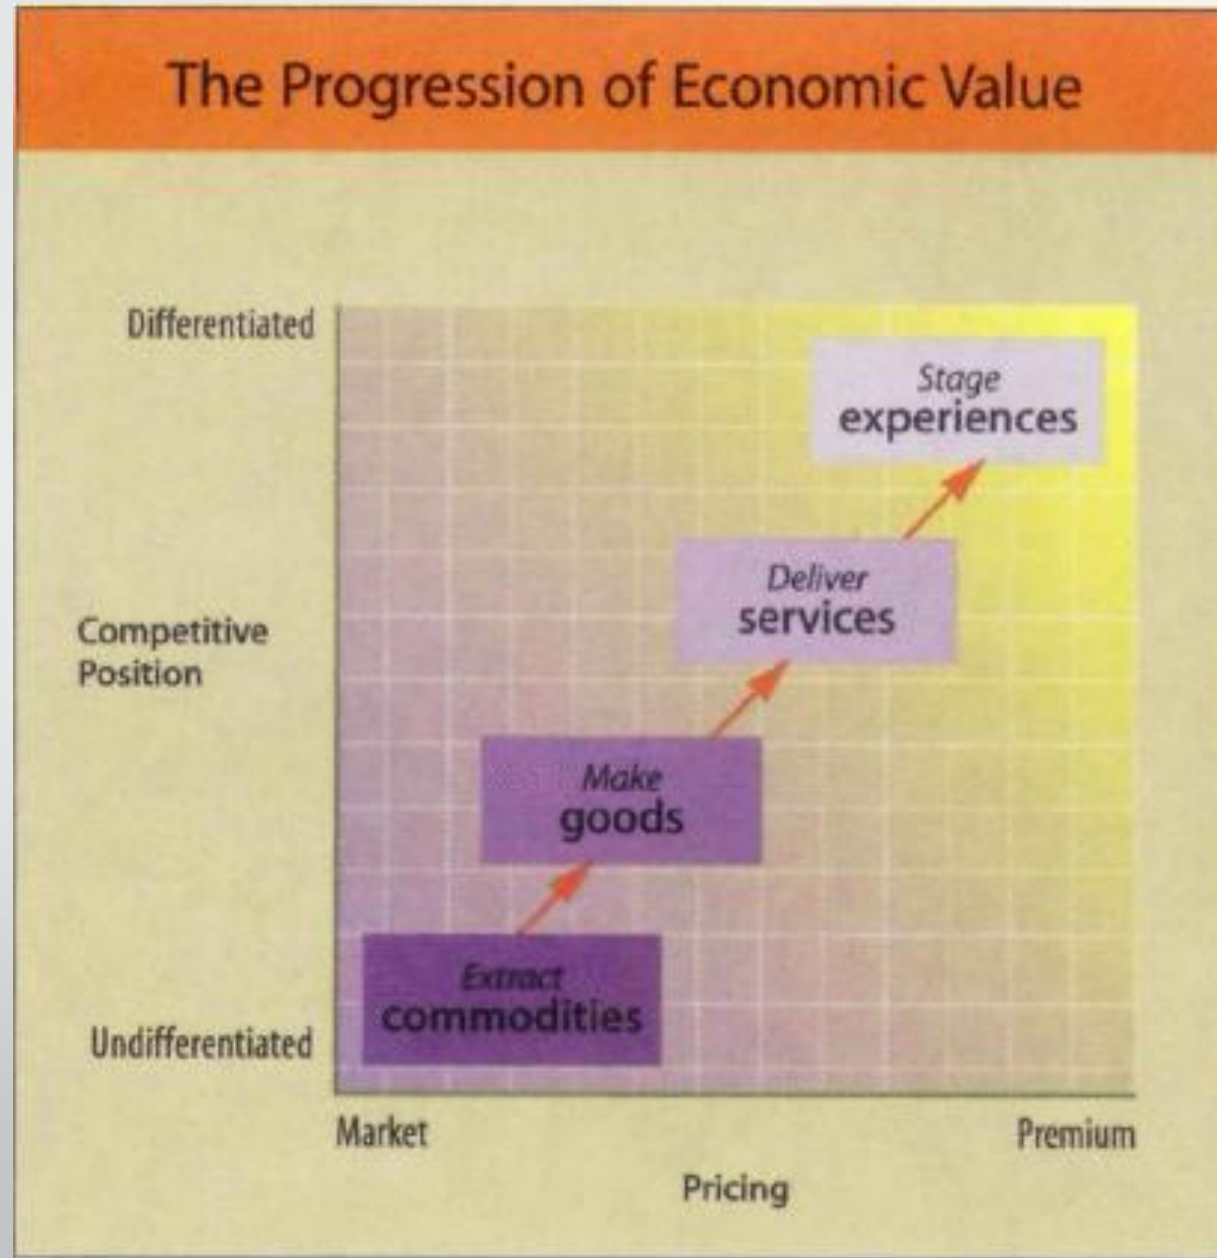 The Progression of Economic Value
Differentiated
Stage
experiences
Deliver
services
Competitive
Position
Make
goods
Extract
commodities
Undifferentiated
Market
Premium
Pricing